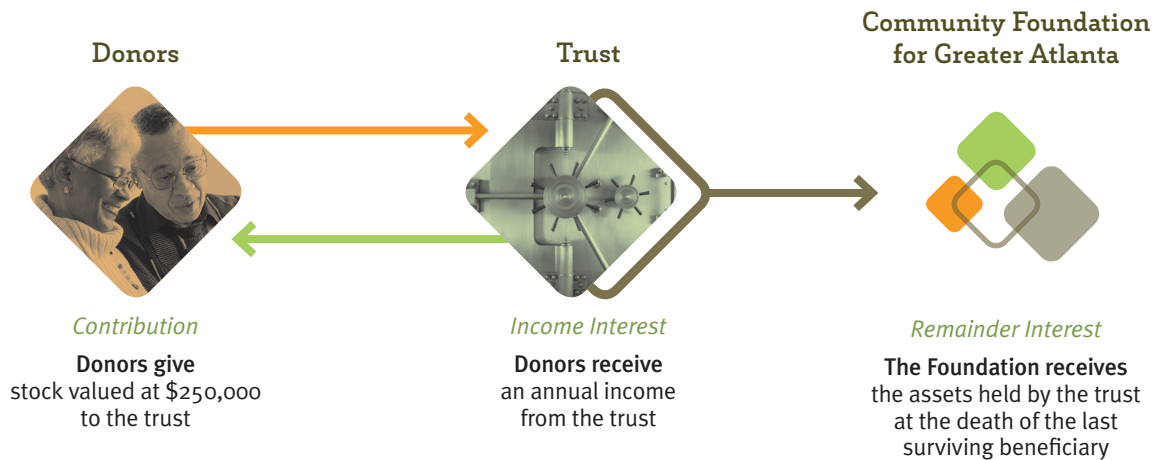 Donors
Contribution
Donors give
stock valued at $250,000
to the trust
Trust
Income Interest
Donors receive
an annual income
from the trust
Community Foundation
for Greater Atlanta
Remainder Interest
The Foundation receives
the assets held by the trust
at the death of the last
surviving beneficiary